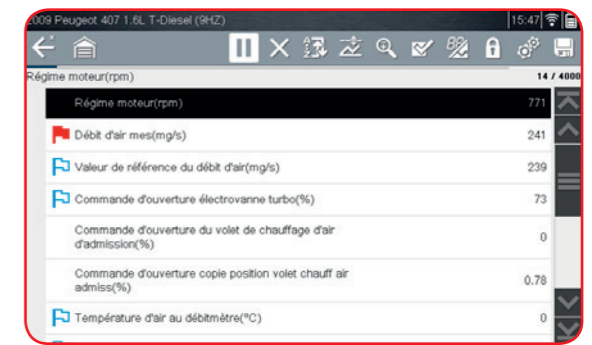 2009 Peugeot 407 1.6L T-Diesel (9HZ) 15:47
Régime moteur(rpm) 14 / 4000
Régime moteur(rpm) 771
Débit d'air mes(mg/s) 241
Valeur de référence du débit d'air(mg/s) 239
Commande d'ouverture électrovanne turbo(%) 73
Commande d'ouverture du volet de chauffage d'air
d'admission(%) 0
Commande d'ouverture copie position volet chauff air
admiss(%) 0.78
Température d'air au débitmètre(°C) 0